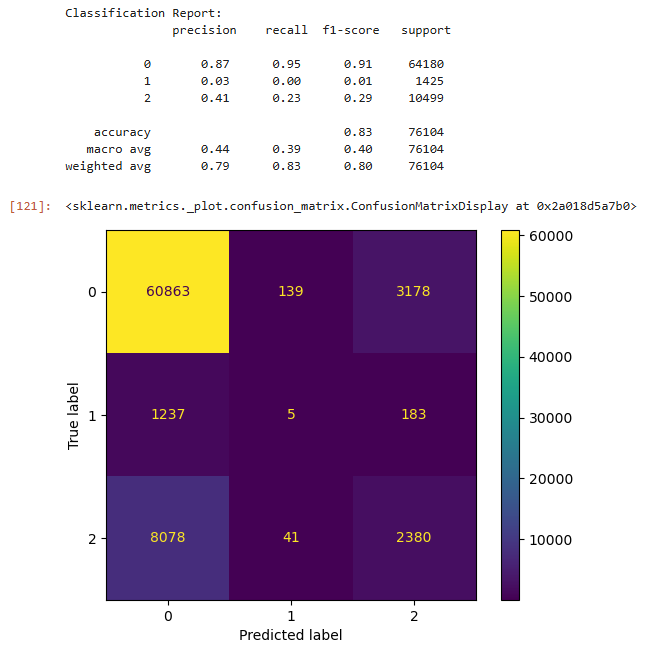 Classification Report:
precision    recall  f1-score   support
0       0.87      0.95      0.91     64180
1       0.03      0.00      0.01      1425
2       0.41      0.23      0.29     10499
accuracy                           0.83     76104
macro avg       0.44      0.39      0.40     76104
weighted avg       0.79      0.83      0.80     76104
[121]: <sklearn.metrics._plot.confusion_matrix.ConfusionMatrixDisplay at 0x2a018d5a7b0>
True label
0 60863 139 3178
1 1237 5 183
2 8078 41 2380
0 1 2
Predicted label
60000
50000
40000
30000
20000
10000